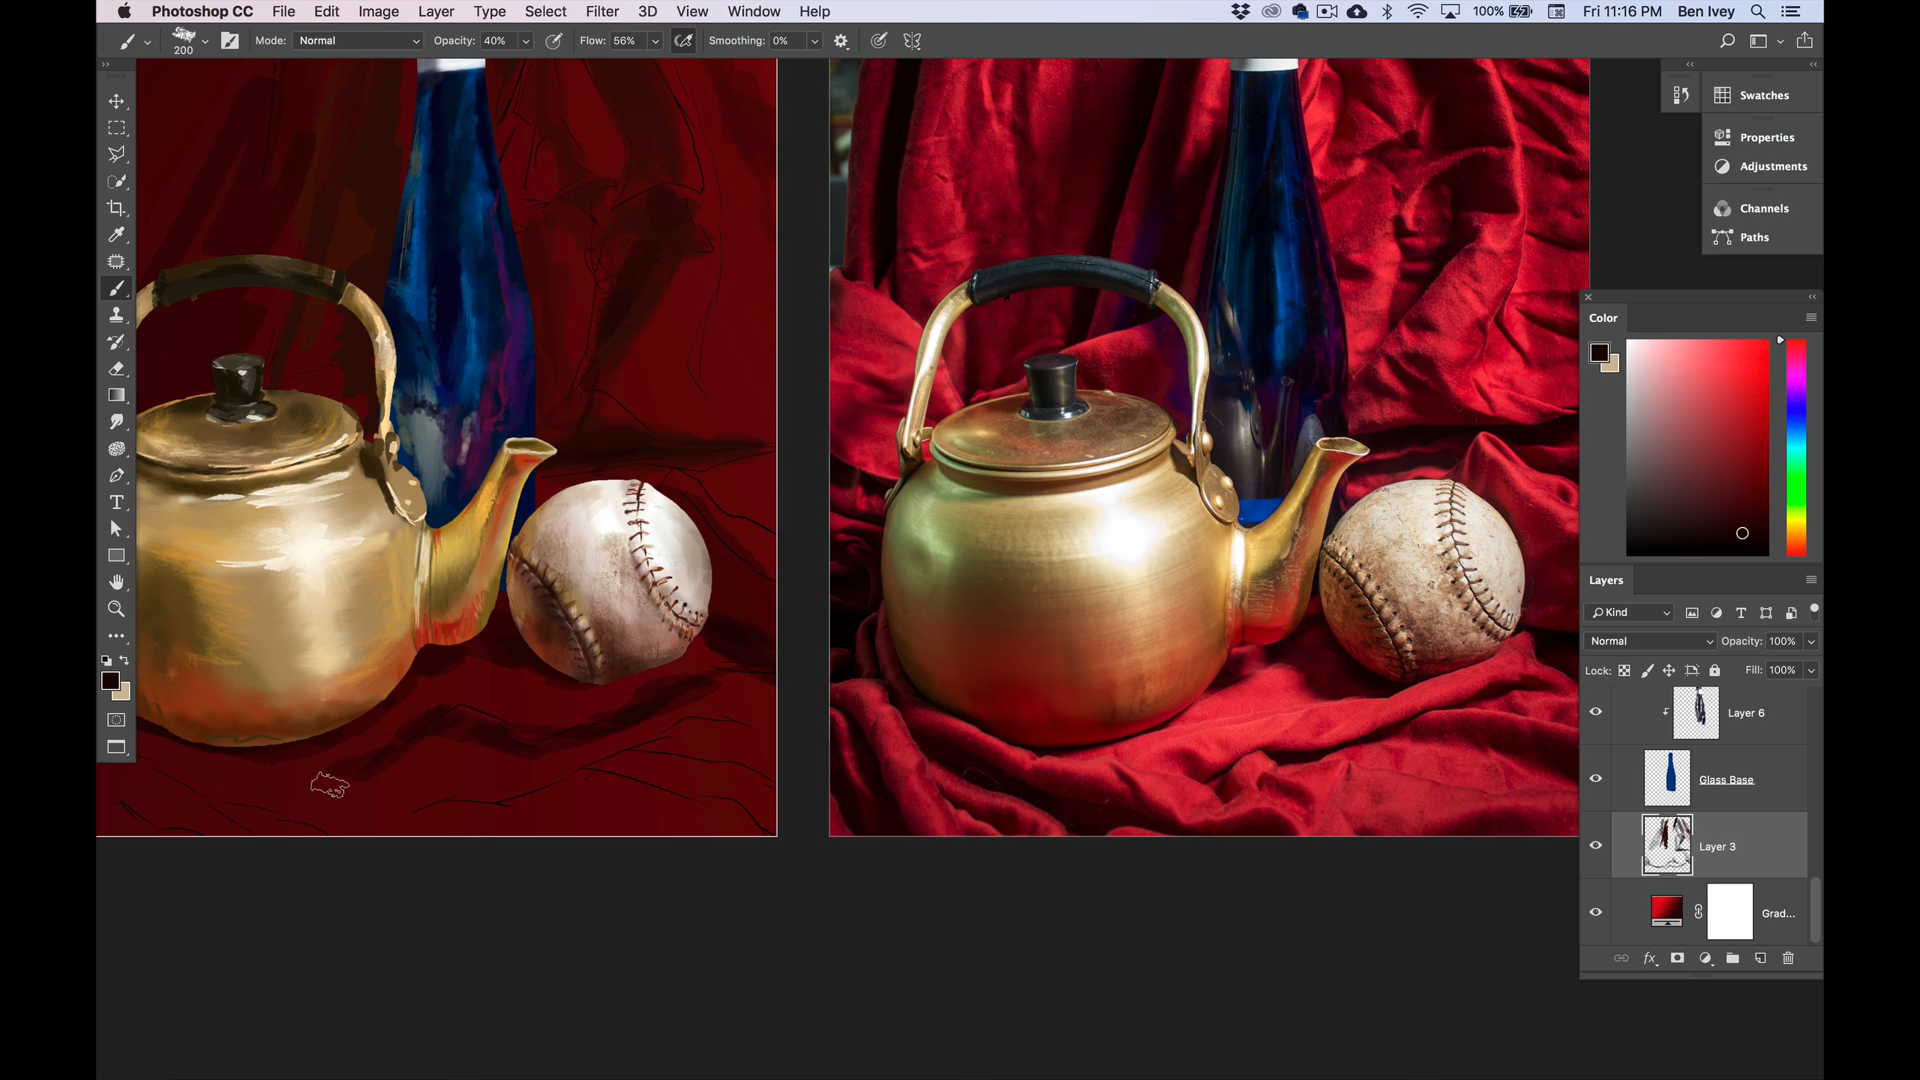 Photoshop CC File Edit Image Layer Type Select Filter 3D View Window Help 100% Fri 11:16 PM Ben Ivey
200 Mode: Normal Opacity: 40% Flow: 56% Smoothing: 0%
Swatches
Properties
Adjustments
Channels
Paths
Color
Layers
Kind
Normal Opacity: 100%
Lock: Fill: 100%
Layer 6
Glass Base
Layer 3
Grad...
fx